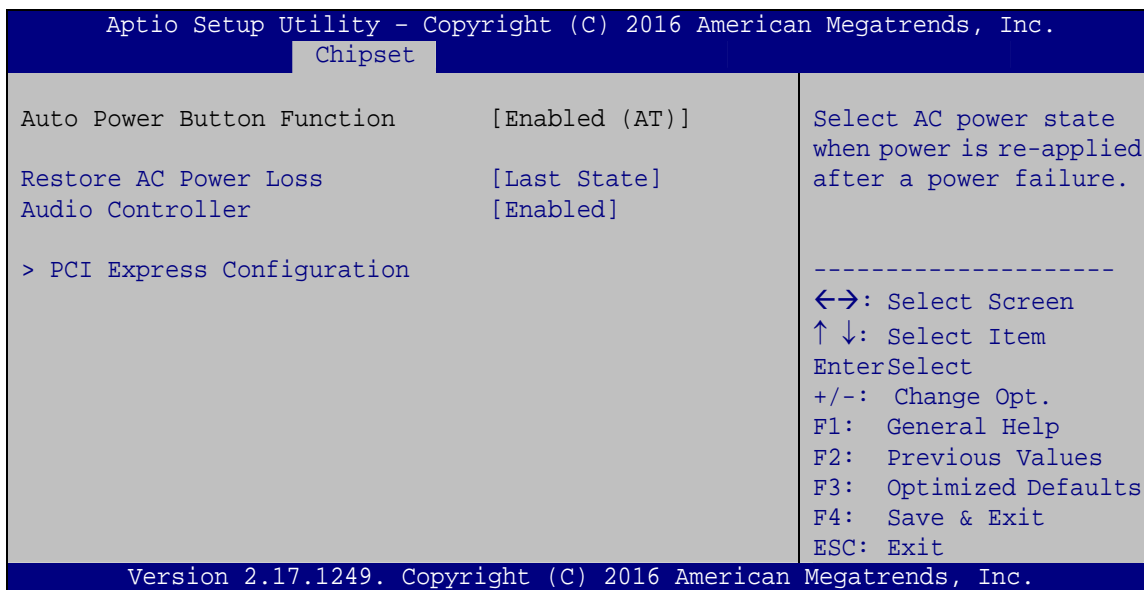 Aptio Setup Utility – Copyright (C) 2016 American Megatrends, Inc.
Chipset
Auto Power Button Function [Enabled (AT)]
Restore AC Power Loss [Last State]
Audio Controller [Enabled]
> PCI Express Configuration
Select AC power state
when power is re-applied
after a power failure.
---------------------
←→: Select Screen
↑ ↓: Select Item
EnterSelect
+/-: Change Opt.
F1: General Help
F2: Previous Values
F3: Optimized Defaults
F4: Save & Exit
ESC: Exit
Version 2.17.1249. Copyright (C) 2016 American Megatrends, Inc.